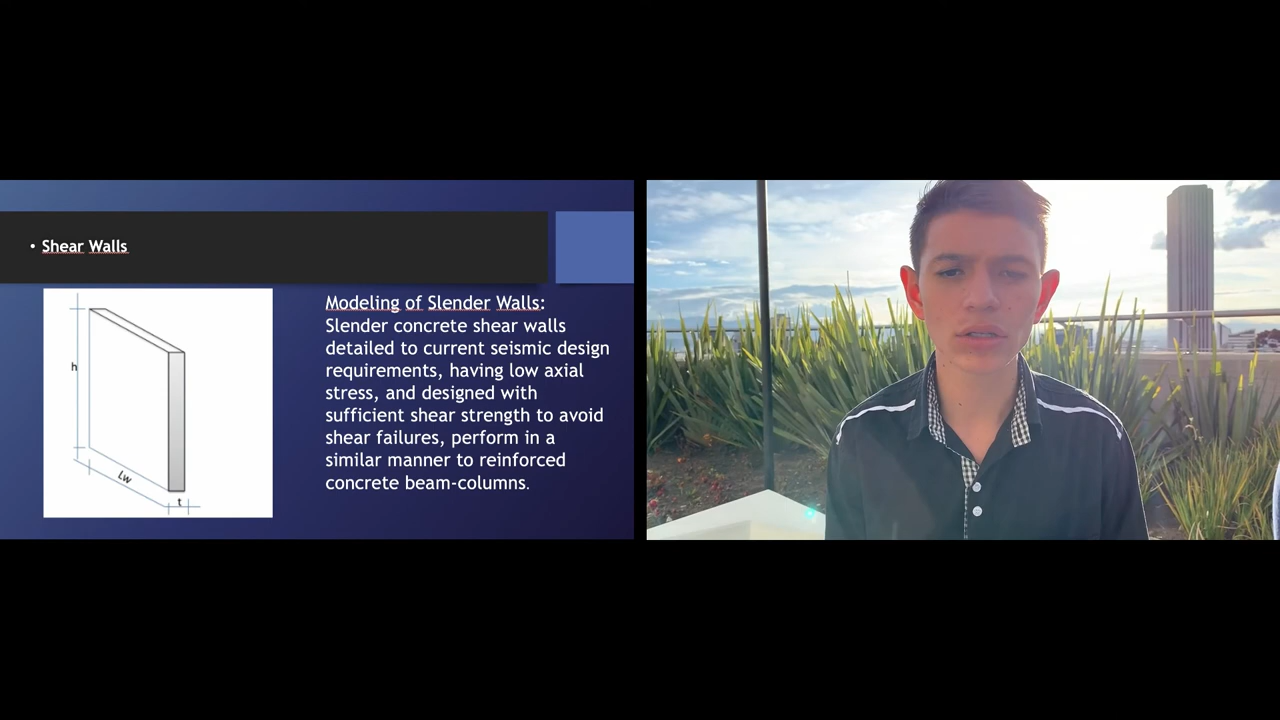 • Shear Walls
h
Lw
t
Modeling of Slender Walls:
Slender concrete shear walls
detailed to current seismic design
requirements, having low axial
stress, and designed with
sufficient shear strength to avoid
shear failures, perform in a
similar manner to reinforced
concrete beam-columns.